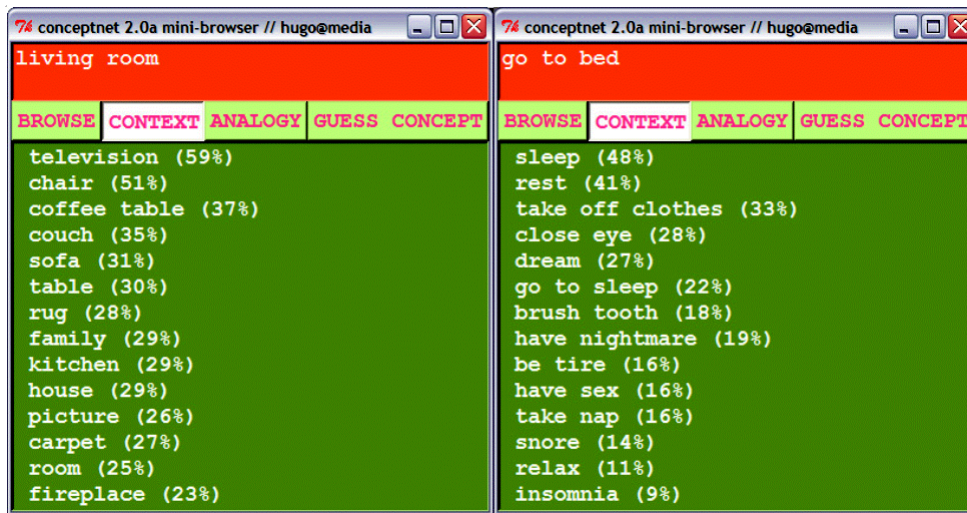 conceptnet 2.0a mini-browser // hugo@media
living room
BROWSE CONTEXT ANALOGY GUESS CONCEPT
television (59%)
chair (51%)
coffee table (37%)
couch (35%)
sofa (31%)
table (30%)
rug (28%)
family (29%)
kitchen (29%)
house (29%)
picture (26%)
carpet (27%)
room (25%)
fireplace (23%)
conceptnet 2.0a mini-browser // hugo@media
go to bed
BROWSE CONTEXT ANALOGY GUESS CONCEPT
sleep (48%)
rest (41%)
take off clothes (33%)
close eye (28%)
dream (27%)
go to sleep (22%)
brush tooth (18%)
have nightmare (19%)
be tire (16%)
have sex (16%)
take nap (16%)
snore (14%)
relax (11%)
insomnia (9%)